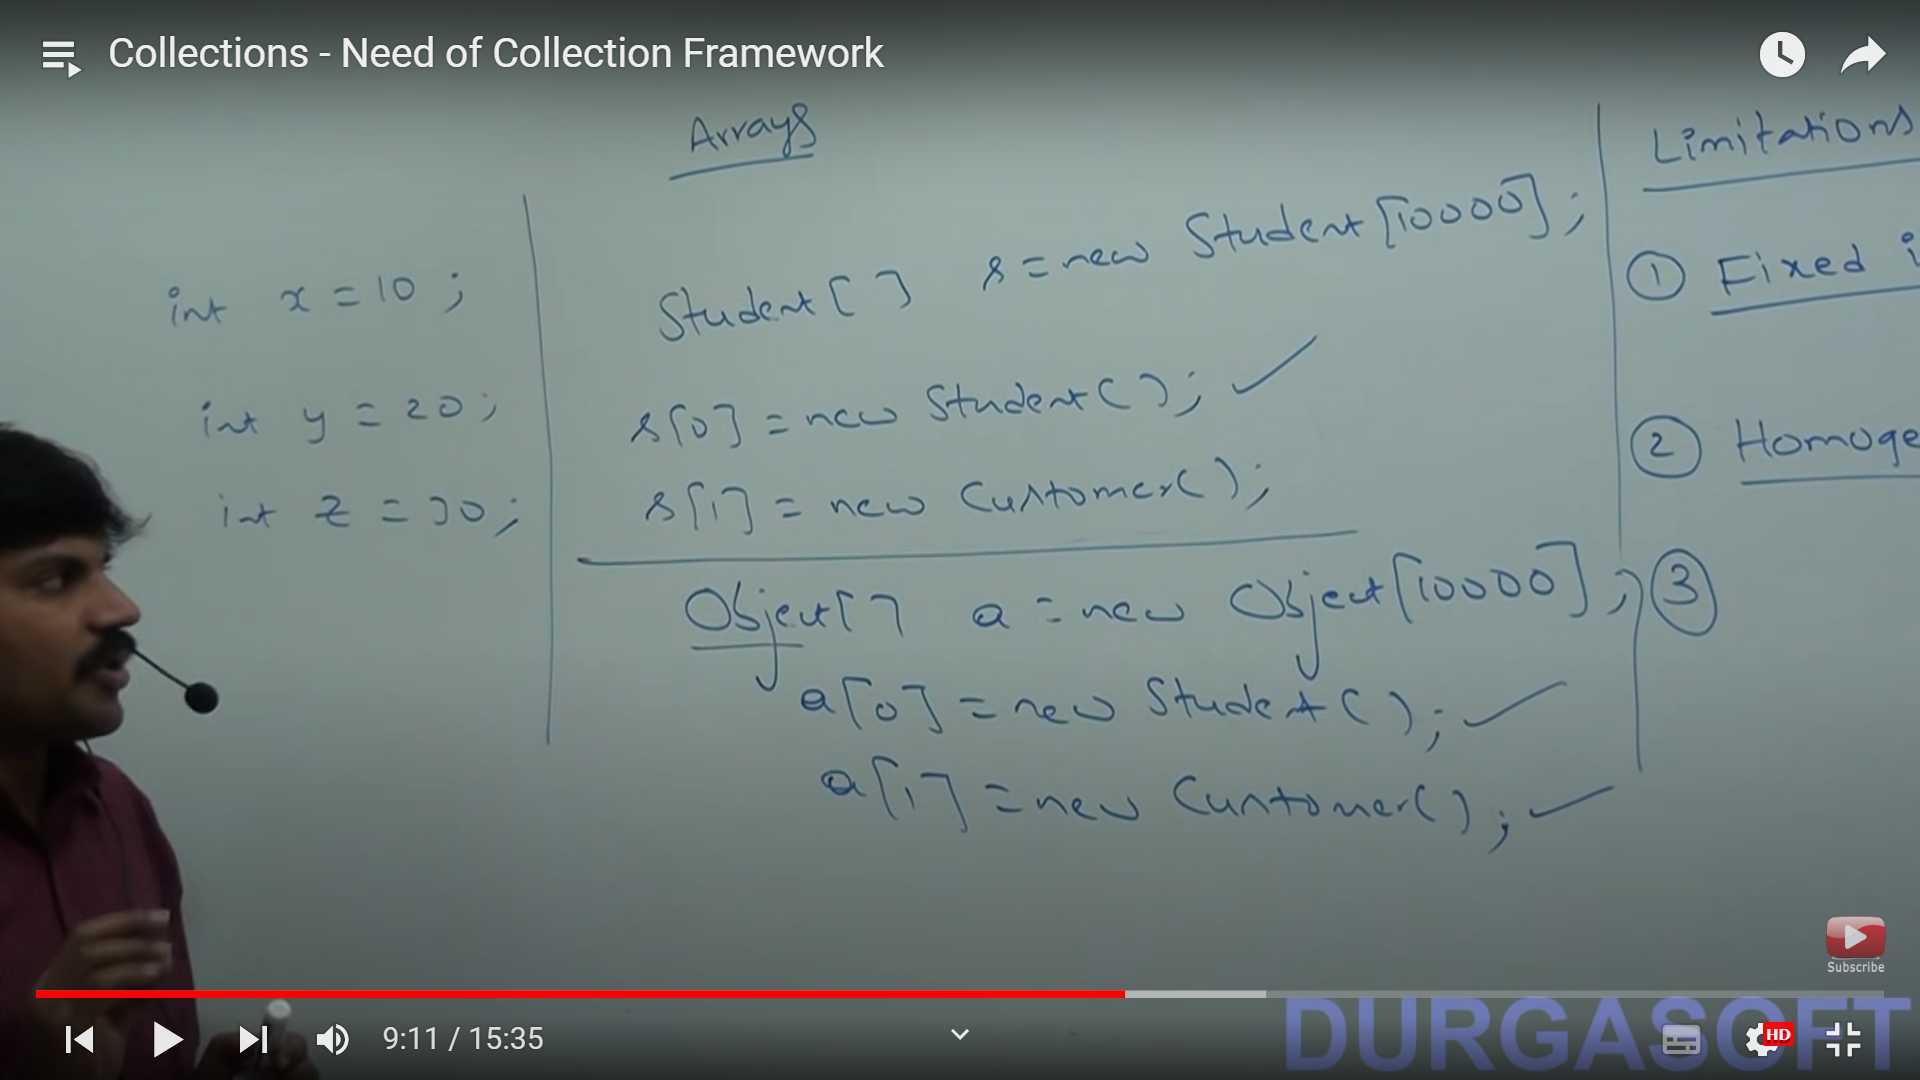 Collections - Need of Collection Framework
Arrays
int x = 10 ;
int y = 20 ;
int z = 30 ;
Student[ ] s = new Student[10000] ;
s[0] = new Student( ) ; ✓
s[1] = new Customer( ) ;
Object[ ] a = new Object[10000] ;
a[0] = new Student( ) ; ✓
a[1] = new Customer( ) ; ✓
Limitations
① Fixed i
② Homoge
③
Subscribe
DURGASOFT
9:11 / 15:35
HD